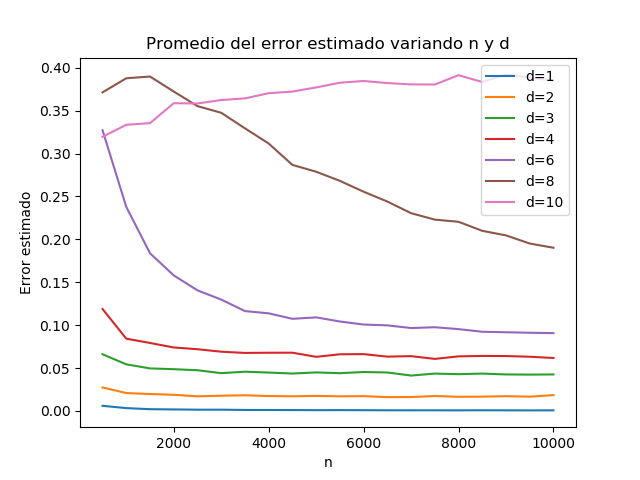 Promedio del error estimado variando n y d
Error estimado
0.40
0.35
0.30
0.25
0.20
0.15
0.10
0.05
0.00
2000
4000
6000
8000
10000
n
d=1
d=2
d=3
d=4
d=6
d=8
d=10